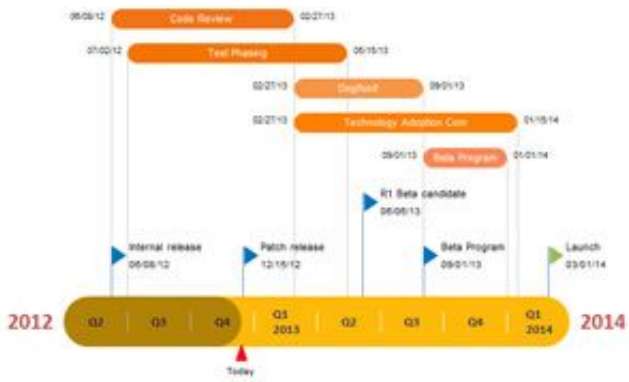 06/08/12 Code Review 02/27/13
07/02/12 Test Phasing 05/15/13
02/27/13 Dogfood 09/01/13
02/27/13 Technology Adoption Com 01/15/14
09/01/13 Beta Program 01/01/14
R1 Beta candidate
06/06/13
Internal release
06/08/12
Patch release
12/15/12
Beta Program
09/01/13
Launch
03/01/14
2012 Q2 Q3 Q4 Q1 2013 Q2 Q3 Q4 Q1 2014 2014
Today